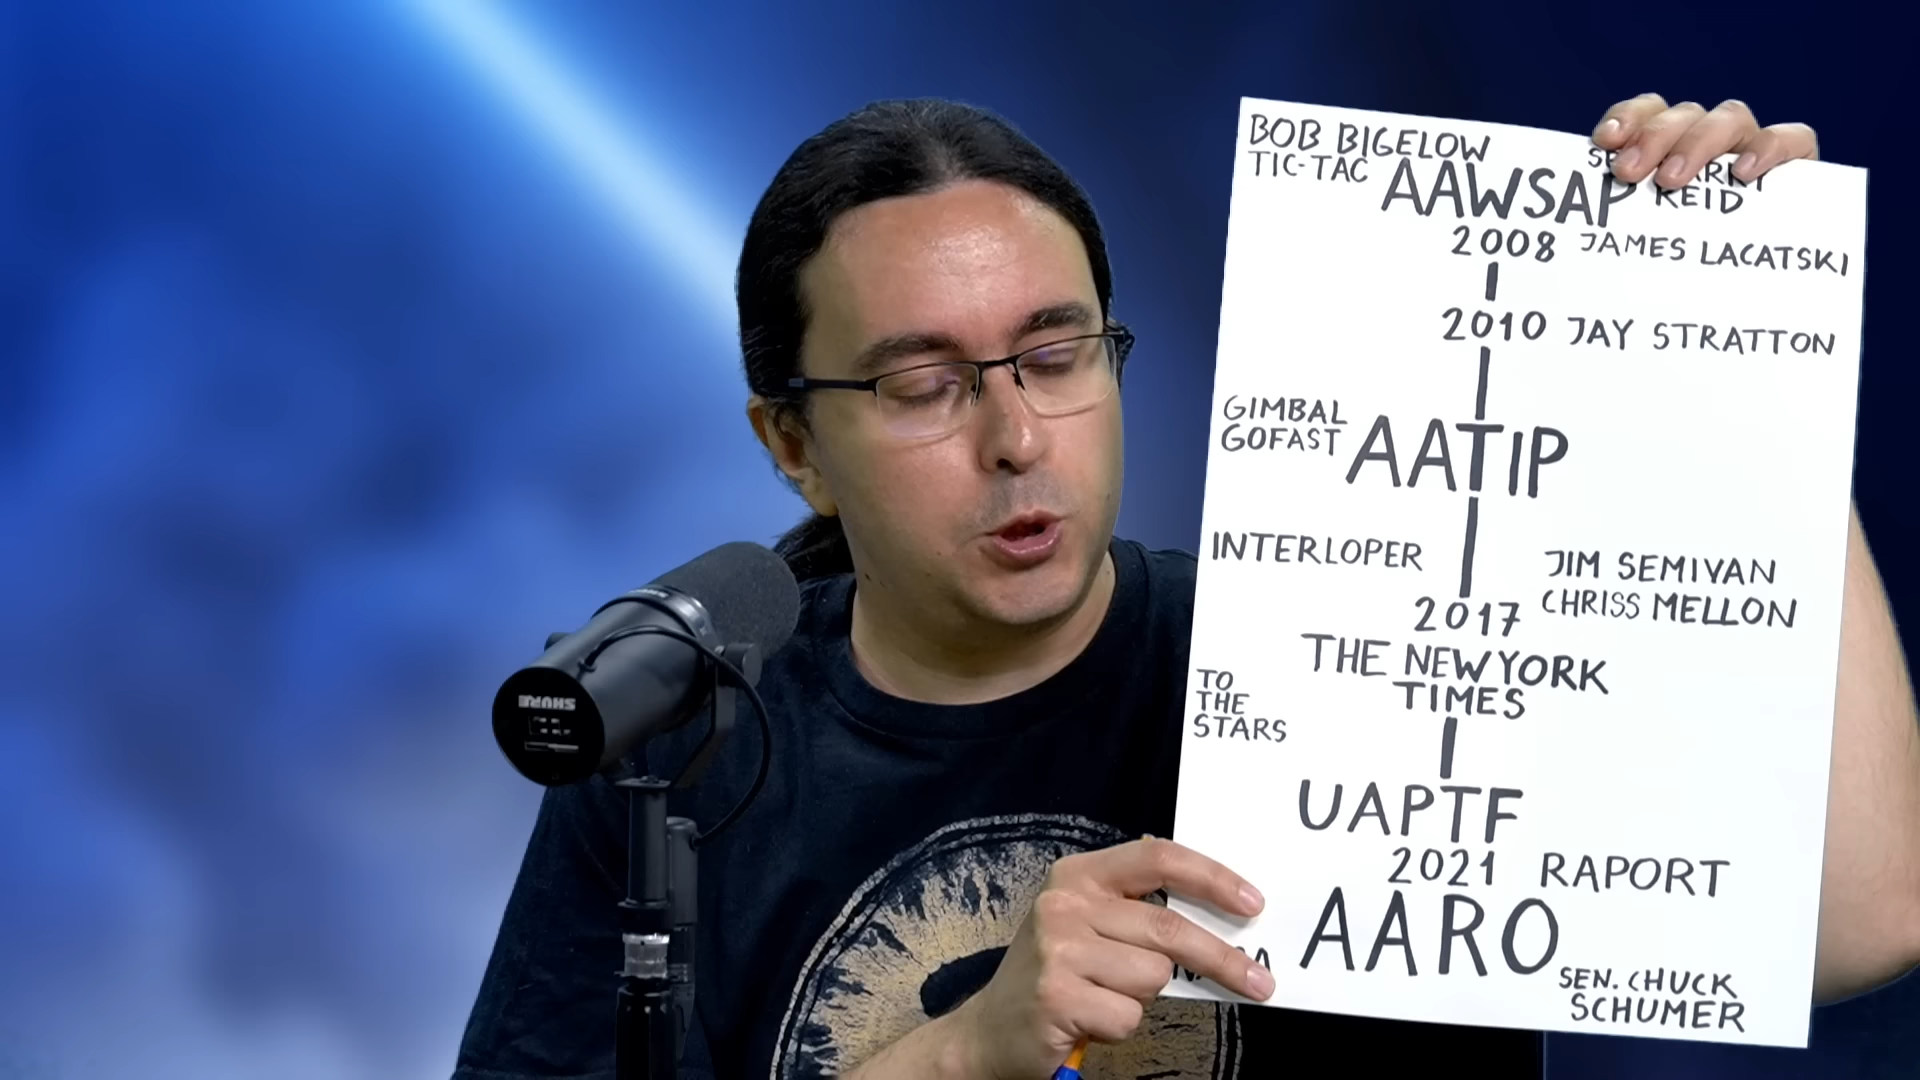 BOB BIGELOW
TIC-TAC
AAWSAP
REID
2008 JAMES LACATSKI
2010 JAY STRATTON
GIMBAL
GOFAST
AATIP
INTERLOPER
JIM SEMIVAN
CHRISS MELLON
2017
THE NEW YORK
TIMES
TO
THE
STARS
UAPTF
2021 RAPORT
AARO
SEN. CHUCK
SCHUMER
SHURE